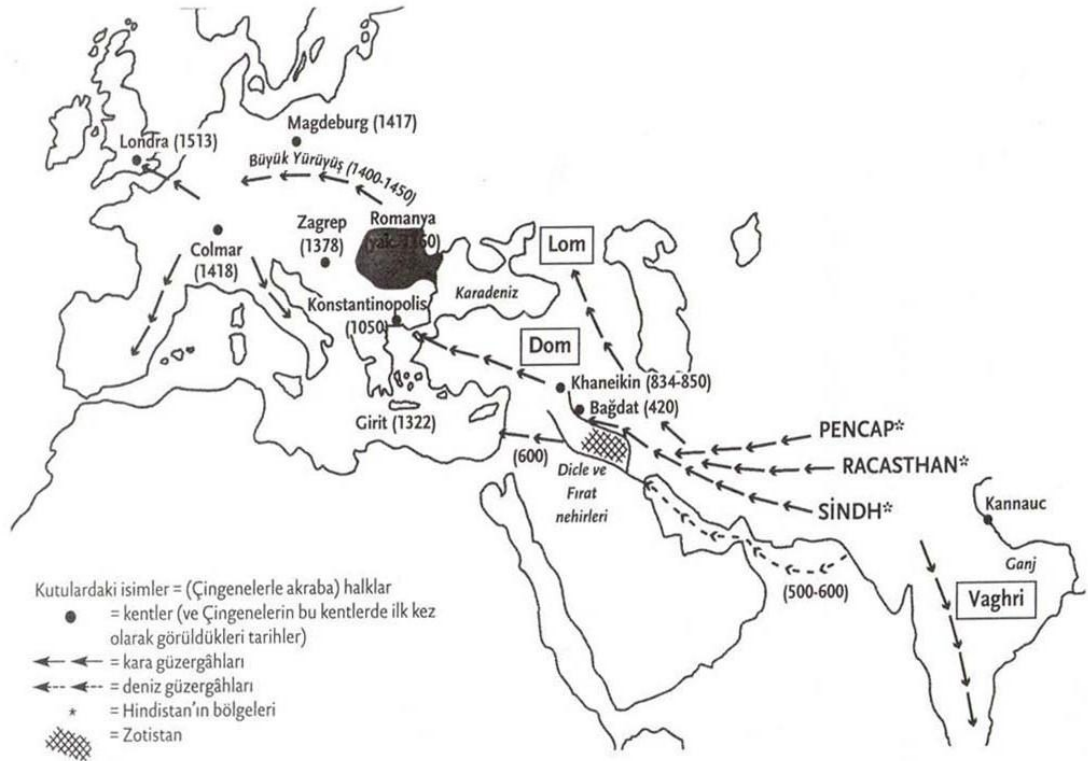 Londra (1513)
Magdeburg (1417)
Büyük Yürüyüş (1400-1450)
Romanya
(yak. 1360)
Zagrep
(1378)
Colmar
(1418)
Lom
Karadeniz
Konstantinopolis
(1050)
Dom
Khaneikin (834-850)
Bağdat (420)
Girit (1322)
(600)
Dicle ve
Fırat
nehirleri
PENCAP*
RACASTHAN*
SİNDH*
Kannauc
Ganj
(500-600)
Vaghri
Kutulardaki isimler = (Çingenelerle akraba) halklar
= kentler (ve Çingenelerin bu kentlerde ilk kez
olarak görüldükleri tarihler)
= kara güzergâhları
= deniz güzergâhları
* = Hindistan'ın bölgeleri
= Zotistan